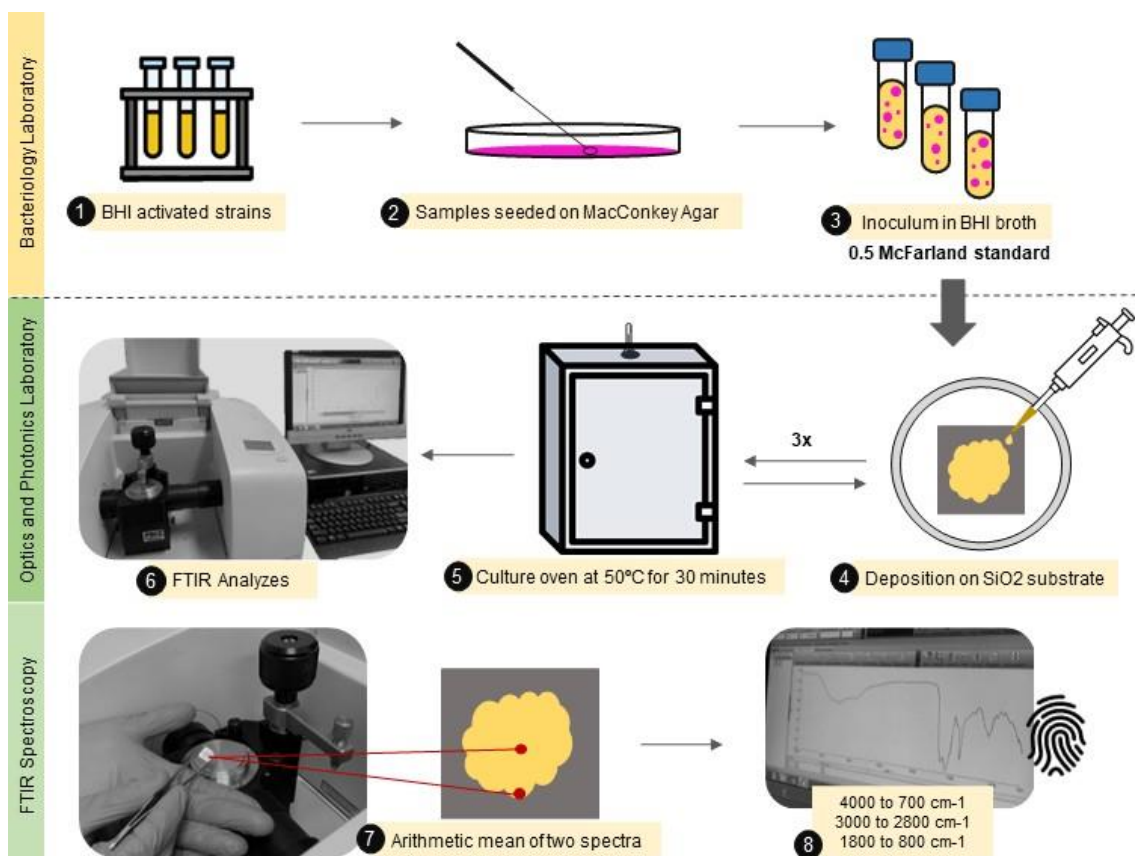 Bacteriology Laboratory
1 BHI activated strains
2 Samples seeded on MacConkey Agar
3 Inoculum in BHI broth
0.5 McFarland standard
Optics and Photonics Laboratory
3x
6 FTIR Analyzes
5 Culture oven at 50ºC for 30 minutes
4 Deposition on SiO2 substrate
FTIR Spectroscopy
7 Arithmetic mean of two spectra
8
4000 to 700 cm-1
3000 to 2800 cm-1
1800 to 800 cm-1